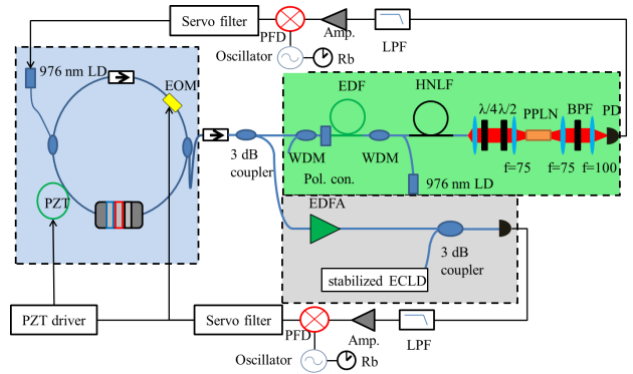 Servo filter
PFD
Amp.
LPF
Oscillator
Rb
976 nm LD
EOM
PZT
3 dB
coupler
EDF
HNLF
λ/4λ/2
PPLN
BPF
PD
WDM
WDM
Pol. con.
976 nm LD
f=75
f=75
f=100
EDFA
3 dB
coupler
stabilized ECLD
PZT driver
Servo filter
PFD
Amp.
LPF
Oscillator
Rb